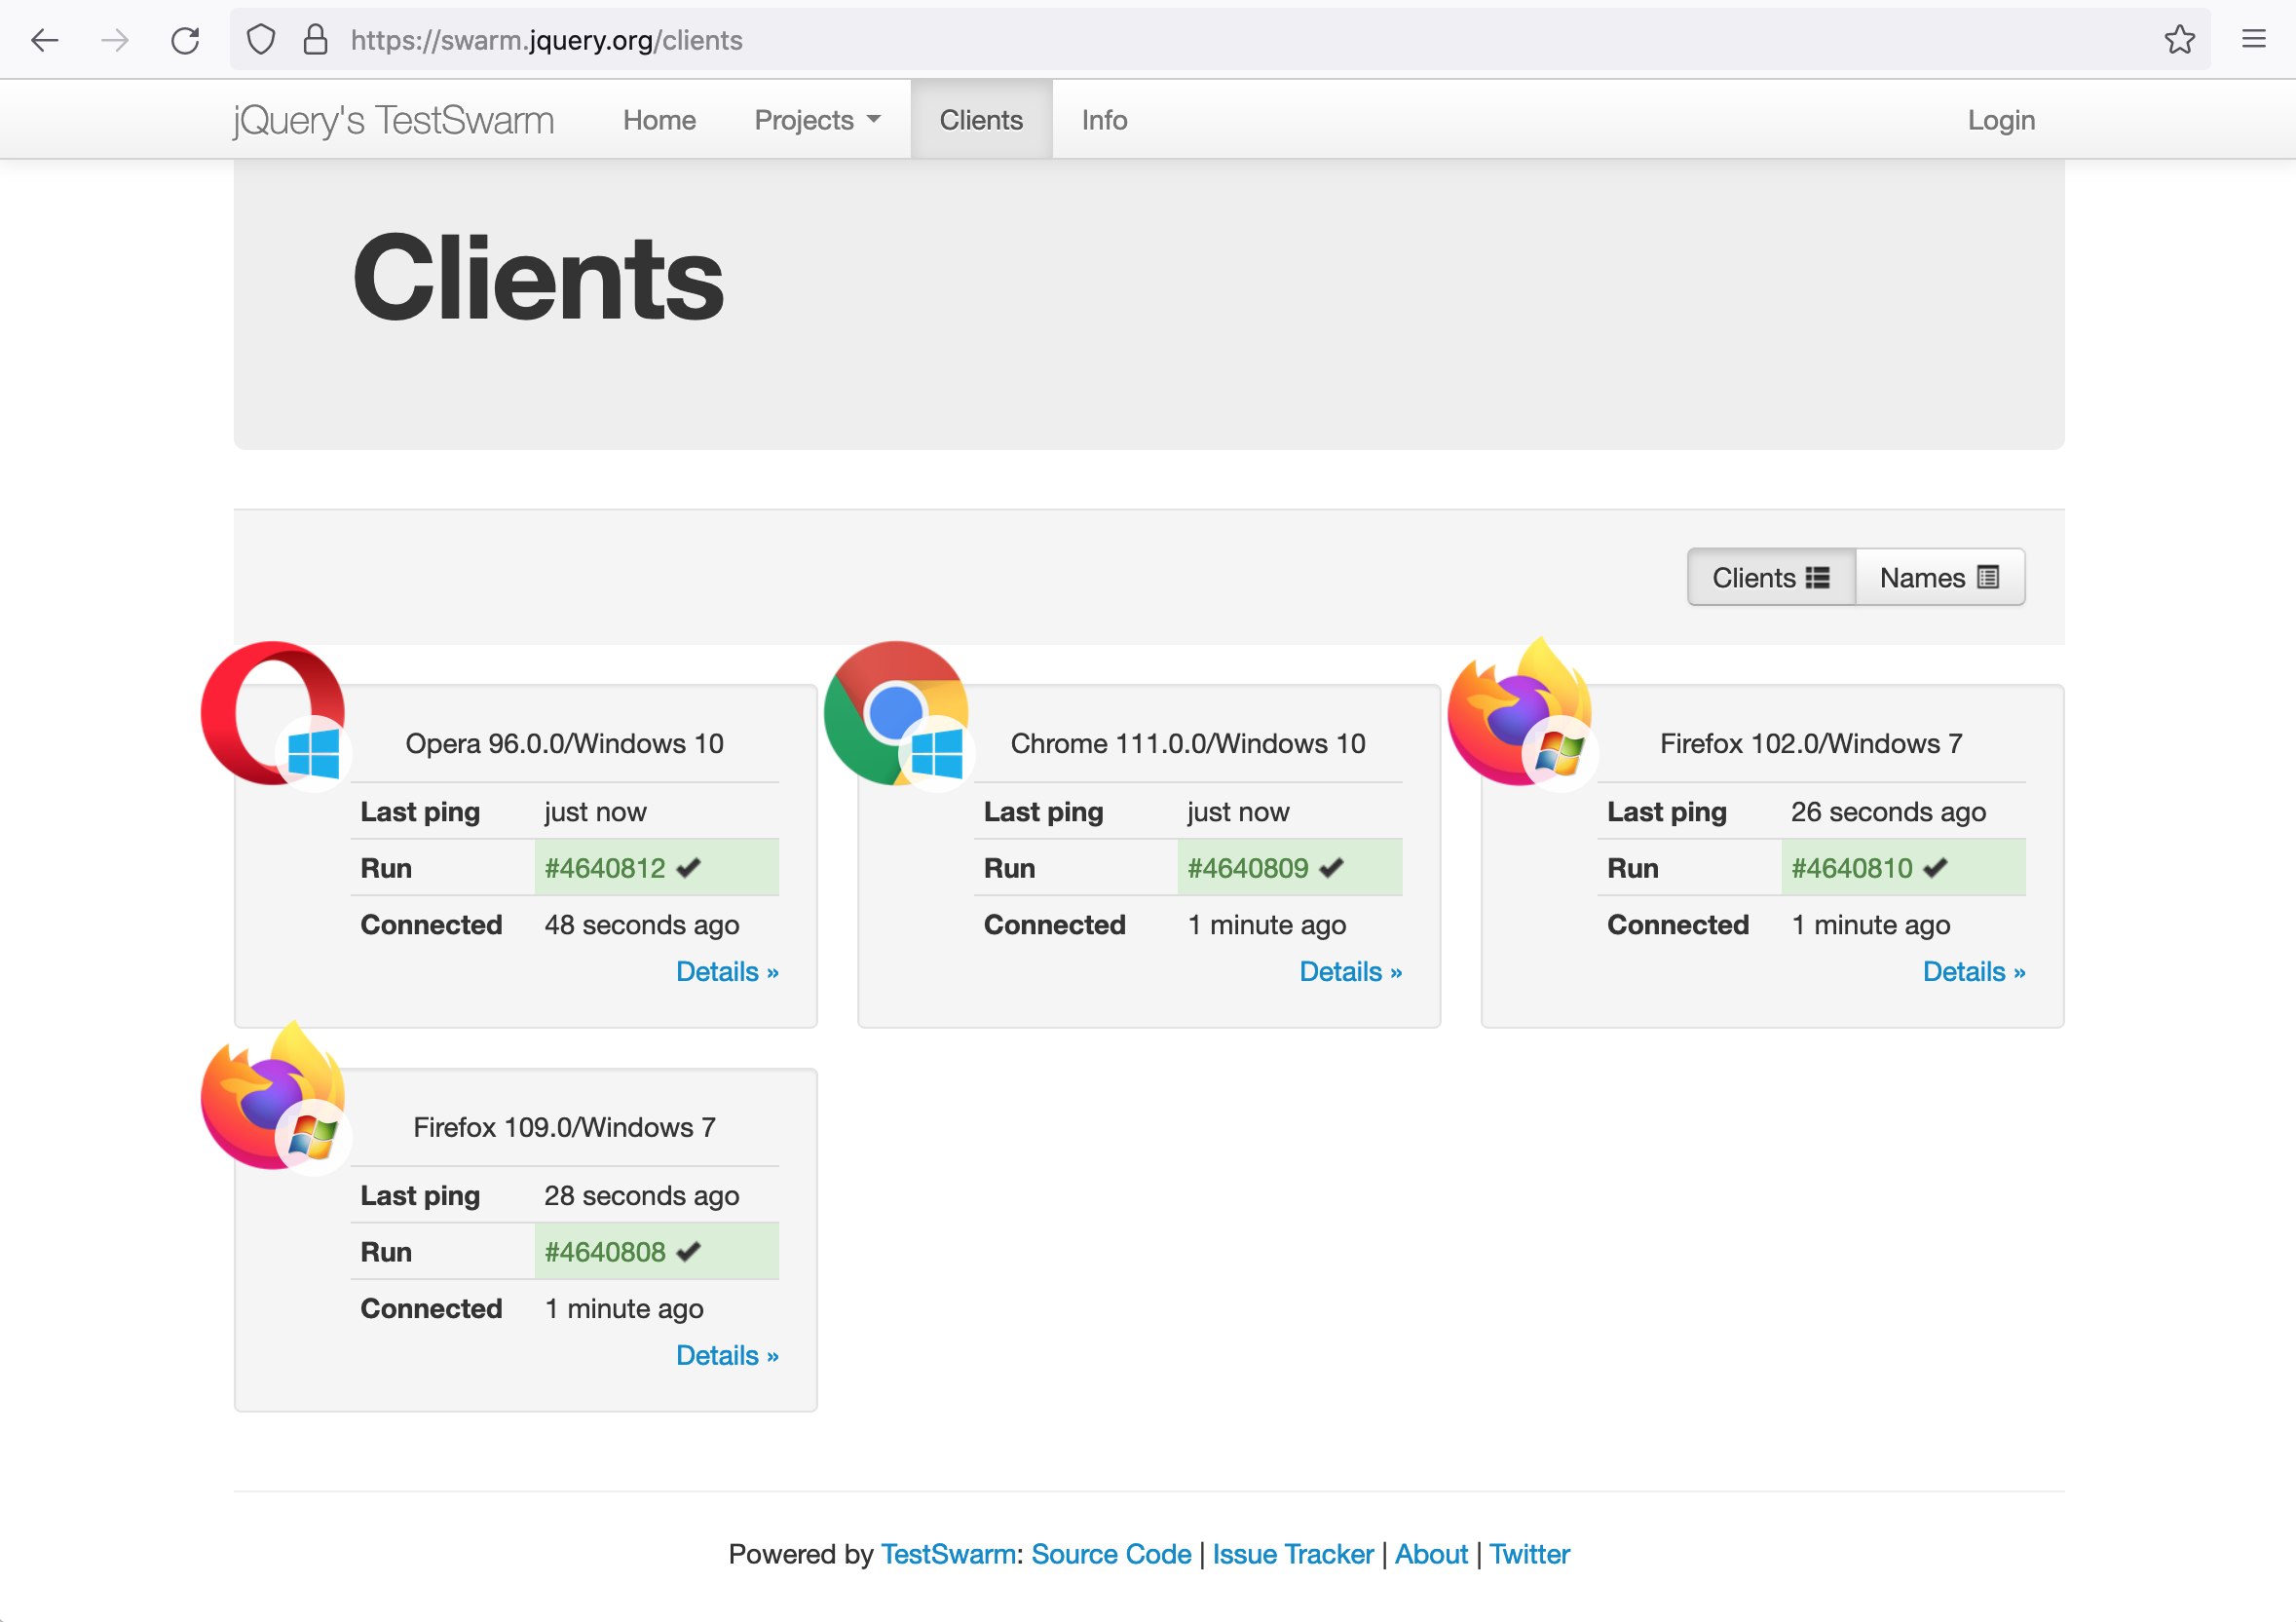 https://swarm.jquery.org/clients
jQuery's TestSwarm Home Projects Clients Info Login
Clients
Clients Names
Opera 96.0.0/Windows 10
Last ping just now
Run #4640812
Connected 48 seconds ago
Details »
Chrome 111.0.0/Windows 10
Last ping just now
Run #4640809
Connected 1 minute ago
Details »
Firefox 102.0/Windows 7
Last ping 26 seconds ago
Run #4640810
Connected 1 minute ago
Details »
Firefox 109.0/Windows 7
Last ping 28 seconds ago
Run #4640808
Connected 1 minute ago
Details »
Powered by TestSwarm: Source Code | Issue Tracker | About | Twitter